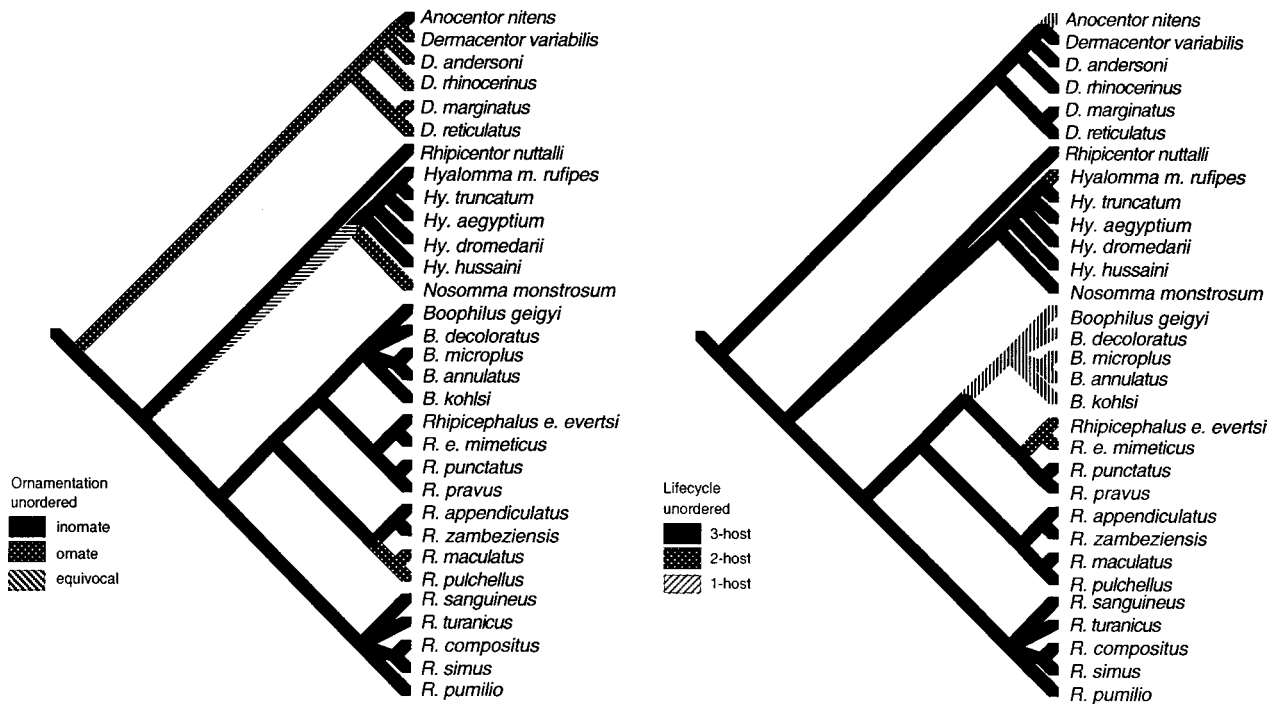 Anocentor nitens
Dermacentor variabilis
D. andersoni
D. rhinocerinus
D. marginatus
D. reticulatus
Rhipicentor nuttalli
Hyalomma m. rufipes
Hy. truncatum
Hy. aegyptium
Hy. dromedarii
Hy. hussaini
Nosomma monstrosum
Boophilus geigyi
B. decoloratus
B. microplus
B. annulatus
B. kohlsi
Rhipicephalus e. evertsi
R. e. mimeticus
R. punctatus
R. pravus
R. appendiculatus
R. zambeziensis
R. maculatus
R. pulchellus
R. sanguineus
R. turanicus
R. compositus
R. simus
R. pumilio
Ornamentation
unordered
inornate
ornate
equivocal
Anocentor nitens
Dermacentor variabilis
D. andersoni
D. rhinocerinus
D. marginatus
D. reticulatus
Rhipicentor nuttalli
Hyalomma m. rufipes
Hy. truncatum
Hy. aegyptium
Hy. dromedarii
Hy. hussaini
Nosomma monstrosum
Boophilus geigyi
B. decoloratus
B. microplus
B. annulatus
B. kohlsi
Rhipicephalus e. evertsi
R. e. mimeticus
R. punctatus
R. pravus
R. appendiculatus
R. zambeziensis
R. maculatus
R. pulchellus
R. sanguineus
R. turanicus
R. compositus
R. simus
R. pumilio
Lifecycle
unordered
3-host
2-host
1-host